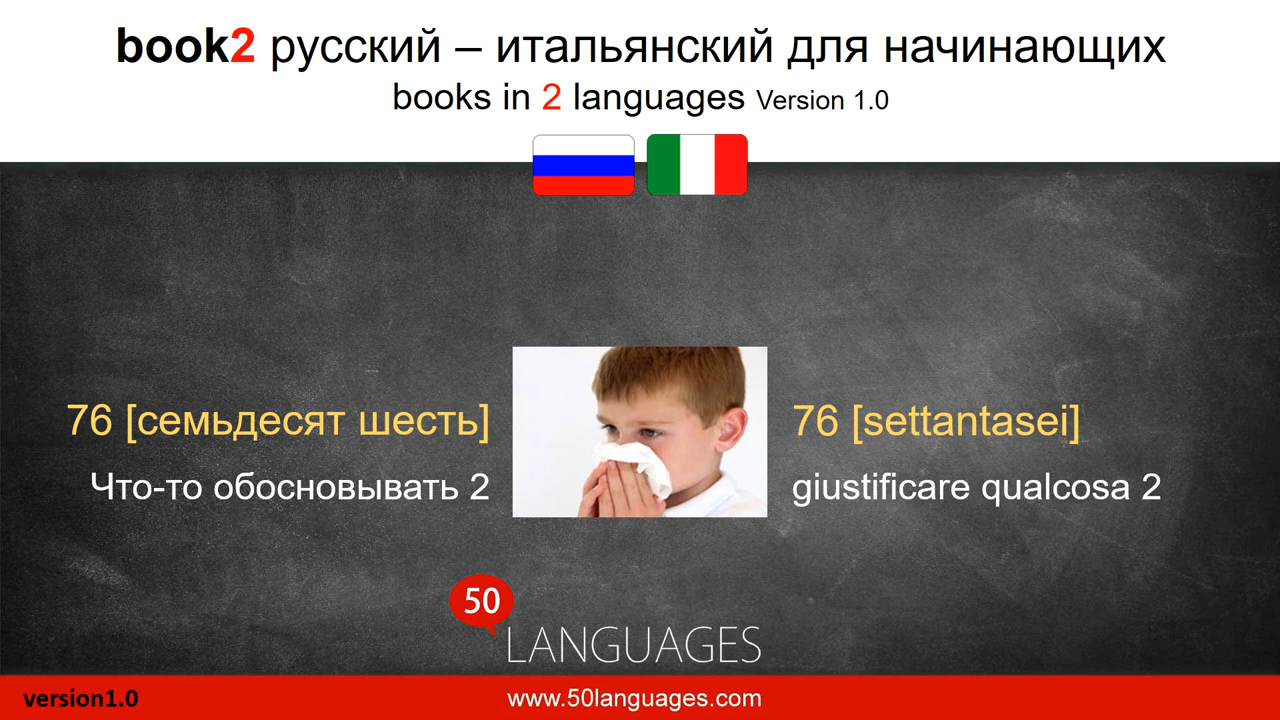 book2 русский – итальянский для начинающих
books in 2 languages Version 1.0
76 [семьдесят шесть]
Что-то обосновывать 2
76 [settantasei]
giustificare qualcosa 2
50
LANGUAGES
version1.0
www.50languages.com